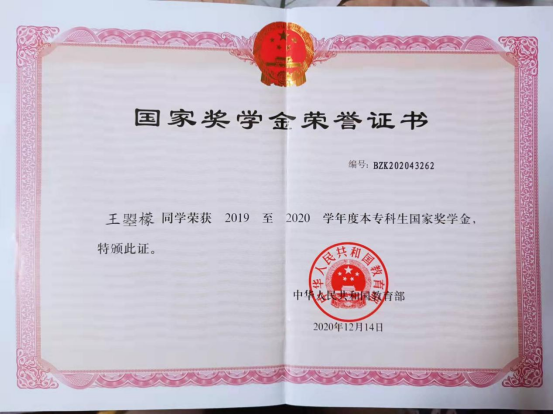 国家奖学金荣誉证书
编号：BZK202043262
王曌檬同学荣获 2019 至 2020 学年度本专科生国家奖学金，
特颁此证。
中华人民共和国教育部
2020年12月14日